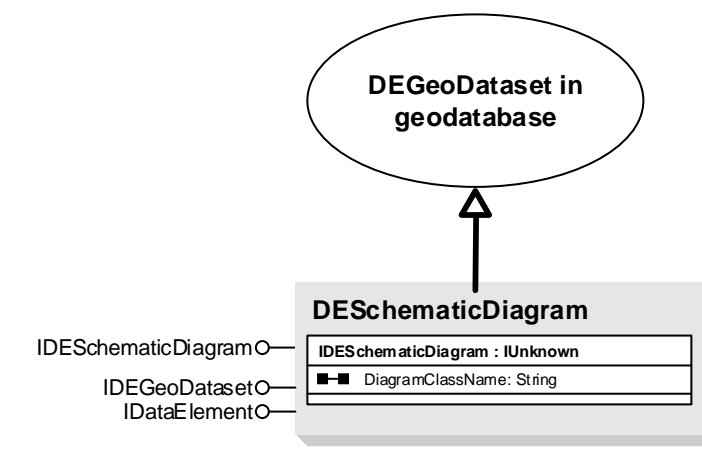 DEGeoDataset in
geodatabase
DESchematicDiagram
IDESchematicDiagram
IDESchematicDiagram : IUnknown
DiagramClassName: String
IDEGeoDataset
IDataElement